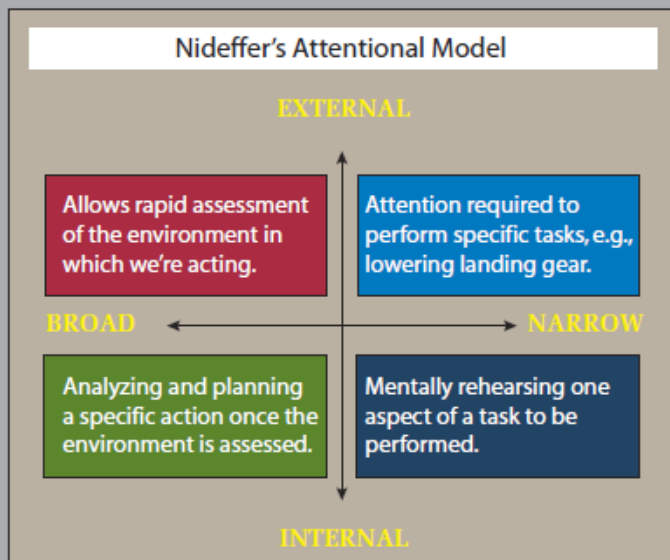 Nideffer's Attentional Model
EXTERNAL
Allows rapid assessment
of the environment in
which we're acting.
Attention required to
perform specific tasks, e.g.,
lowering landing gear.
BROAD
NARROW
Analyzing and planning
a specific action once the
environment is assessed.
Mentally rehearsing one
aspect of a task to be
performed.
INTERNAL